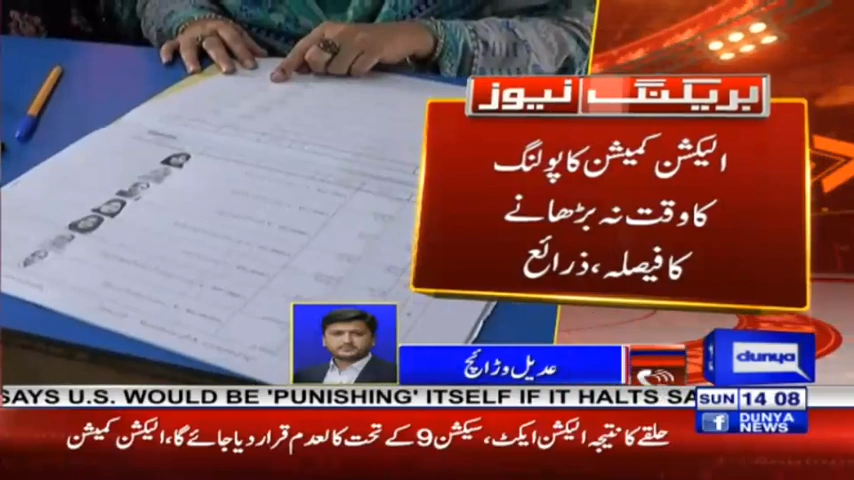 بریکنگ نیوز
الیکشن کمیشن کا پولنگ
کا وقت نہ بڑھانے
کا فیصلہ، ذرائع
عدیل وڑائچ
dunya
SAYS U.S. WOULD BE 'PUNISHING' ITSELF IF IT HALTS SA
SUN 14 08
f DUNYA NEWS
حلقے کا نتیجہ الیکشن ایکٹ، سیکشن 9 کے تحت کالعدم قرار دیا جائے گا، الیکشن کمیشن